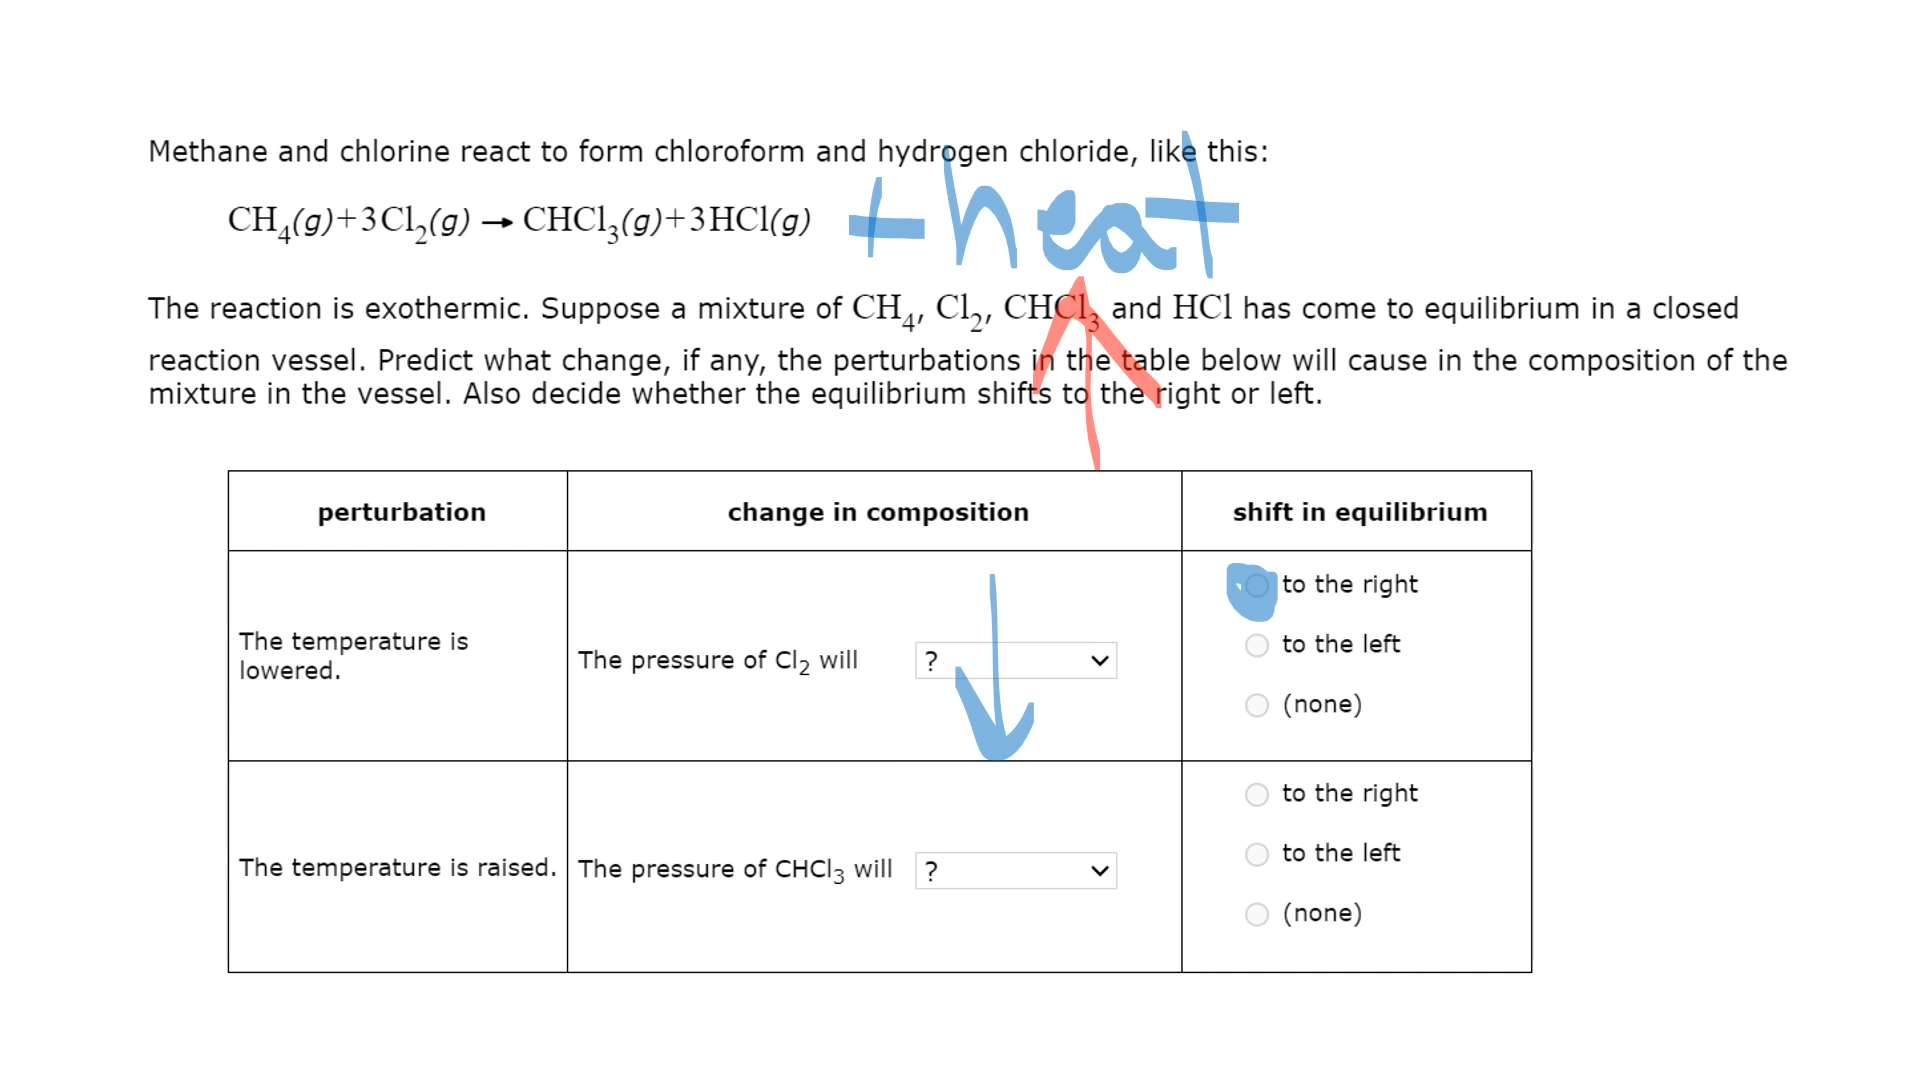 Methane and chlorine react to form chloroform and hydrogen chloride, like this:
CH₄(g)+3Cl₂(g) → CHCl₃(g)+3HCl(g) + heat
The reaction is exothermic. Suppose a mixture of CH₄, Cl₂, CHCl₃ and HCl has come to equilibrium in a closed
reaction vessel. Predict what change, if any, the perturbations in the table below will cause in the composition of the
mixture in the vessel. Also decide whether the equilibrium shifts to the right or left.
perturbation
change in composition
shift in equilibrium
The temperature is
lowered.
The pressure of Cl₂ will
?
to the right
to the left
(none)
The temperature is raised.
The pressure of CHCl₃ will
?
to the right
to the left
(none)